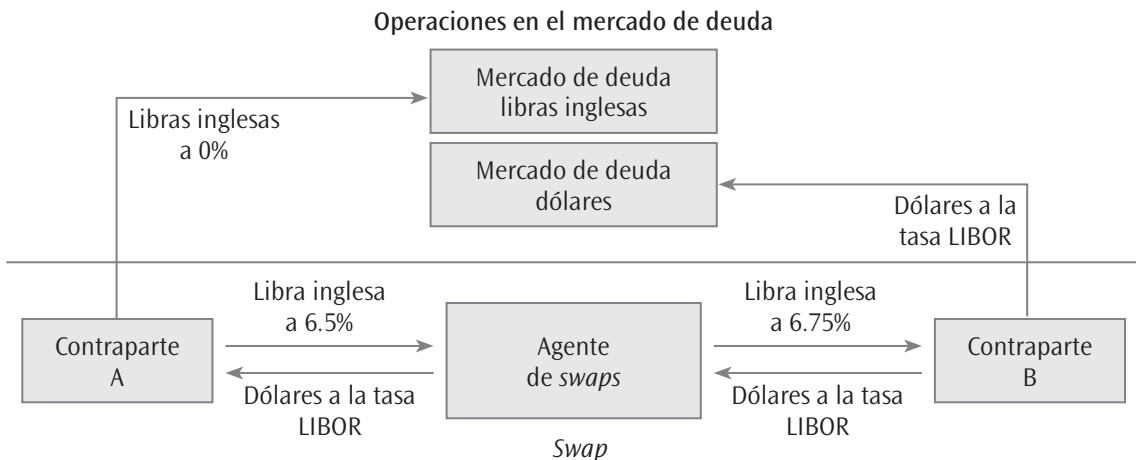 Operaciones en el mercado de deuda
Mercado de deuda
libras inglesas
Libras inglesas
a 0%
Mercado de deuda
dólares
Dólares a la
tasa LIBOR
Libra inglesa
a 6.5%
Libra inglesa
a 6.75%
Contraparte
A
Agente
de swaps
Contraparte
B
Dólares a la tasa
LIBOR
Dólares a la tasa
LIBOR
Swap